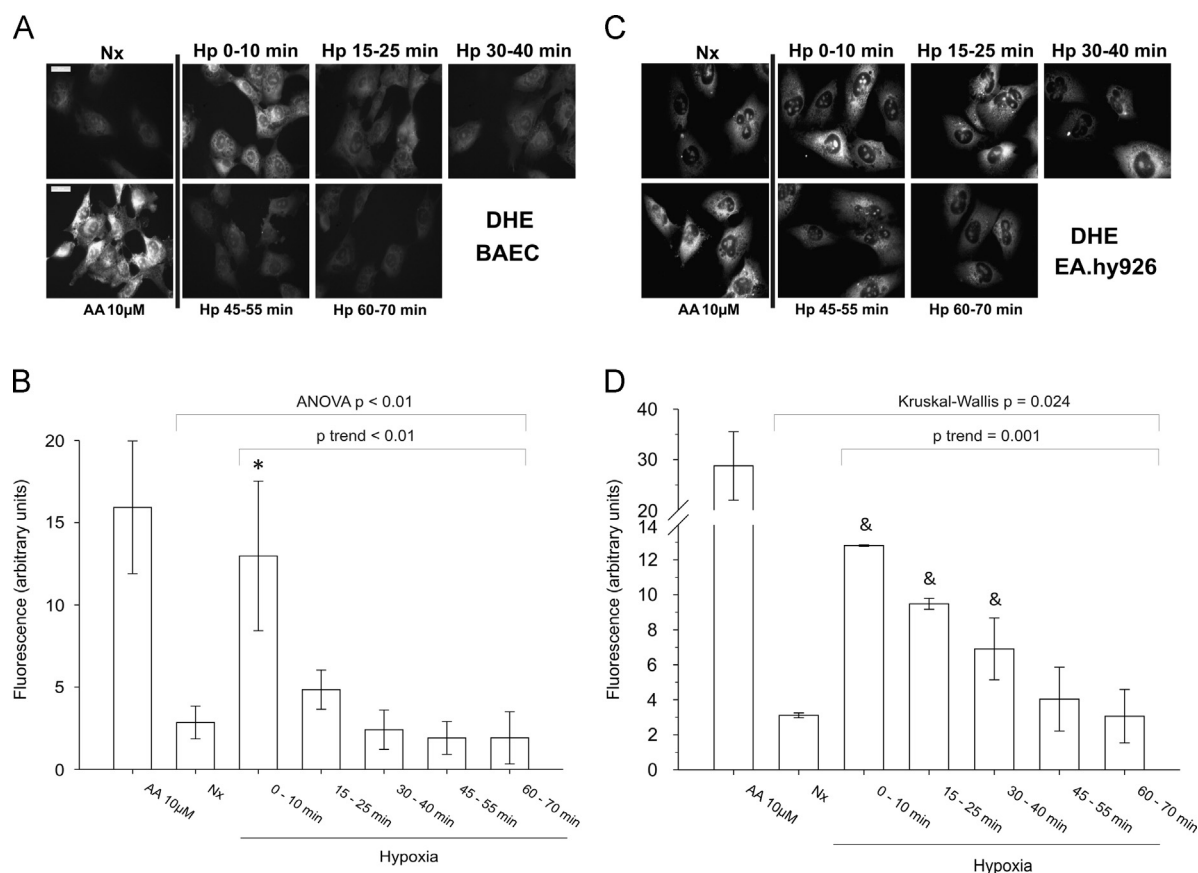 A
Nx
Hp 0-10 min
Hp 15-25 min
Hp 30-40 min
DHE
BAEC
AA 10µM
Hp 45-55 min
Hp 60-70 min
C
Nx
Hp 0-10 min
Hp 15-25 min
Hp 30-40 min
DHE
EA.hy926
AA 10µM
Hp 45-55 min
Hp 60-70 min
B
ANOVA p < 0.01
p trend < 0.01
20
15
10
5
0
Fluorescence (arbitrary units)
*
AA 10µM
Nx
0 - 10 min
15 - 25 min
30 - 40 min
45 - 55 min
60 - 70 min
Hypoxia
D
Kruskal-Wallis p = 0.024
p trend = 0.001
40
30
20
14
12
10
8
6
4
2
0
Fluorescence (arbitrary units)
&
&
&
AA 10µM
Nx
0 - 10 min
15 - 25 min
30 - 40 min
45 - 55 min
60 - 70 min
Hypoxia